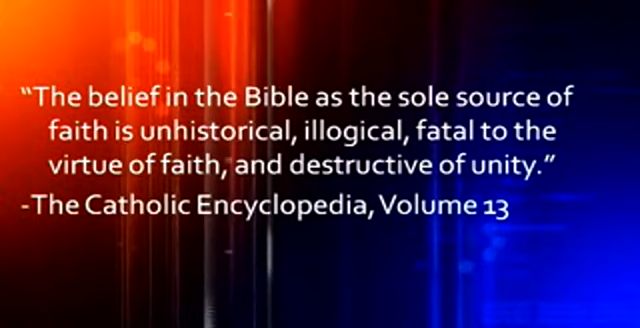 “The belief in the Bible as the sole source of
faith is unhistorical, illogical, fatal to the
virtue of faith, and destructive of unity.”
-The Catholic Encyclopedia, Volume 13